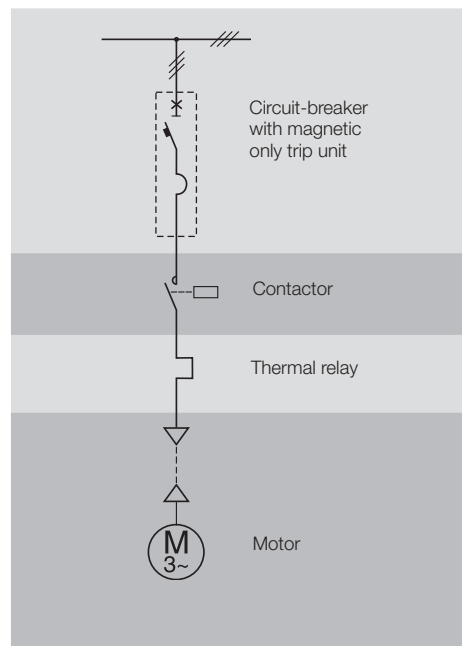 Circuit-breaker
with magnetic
only trip unit
Contactor
Thermal relay
M
3~
Motor